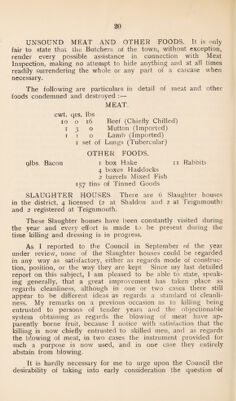 20
UNSOUND MEAT AND OTHER FOODS. It is only
fair to state that the Butchers of the town, without exception,
render every possible assistance in connection with Meat
Inspection, making no attempt to hide anything and at all times
readily surrendering the whole or any part of a carcase when
necessary.
The following are particulars in detail of meat and other
foods condemned and destroyed :—
MEAT.
cwt. qrs. lbs
10 0 16 Beef (Chiefly Chilled)
1 3 0 Mutton (Imported)
1 1 0 Lamb (Imported)
1 set of Lungs (Tubercular)
OTHER FOODS.
9lbs. Bacon 1 box Hake 11 Rabbits
4 boxes Haddocks
2 barrels Mixed Fish
157 tins of Tinned Goods
SLAUGHTER HOUSES There are 6 Slaughter houses
in the district, 4 licensed (2 at Shaldon and 2 at Teignmouth)
and 2 registered at Teignmouth.
These Slaughter houses have been constantly visited during
the year and every effort is made to be present during the
time killing and dressing is in progress.
As I reported to the Council in September of the year
under review, none of the Slaughter houses could be regarded
in any way as satisfactory, either as regards mode of construc-
tion, position, or the way they are kept Since my last detailed
report on this subject, I am pleased to be able to state, speak-
ing generally, that a great improvement has taken place as
regards cleanliness, although in one or two cases there still
appear to be different ideas as regards a standard of cleanli-
ness. My remarks on a previous occasion as to killing being
entrusted to persons of tender years and the objectionable
system obtaining as regards the blowing of meat have ap-
parently borne fruit, because I notice with satisfaction that the
killing is now chiefly entrusted to skilled men, and as regards
the blowing of meat, in two cases the instrument provided for
such a purpose is now used, and in one case they entirely
abstain from blowing.
It is hardly necessary for me to urge upon the Council the
desirability of taking into early consideration the question of